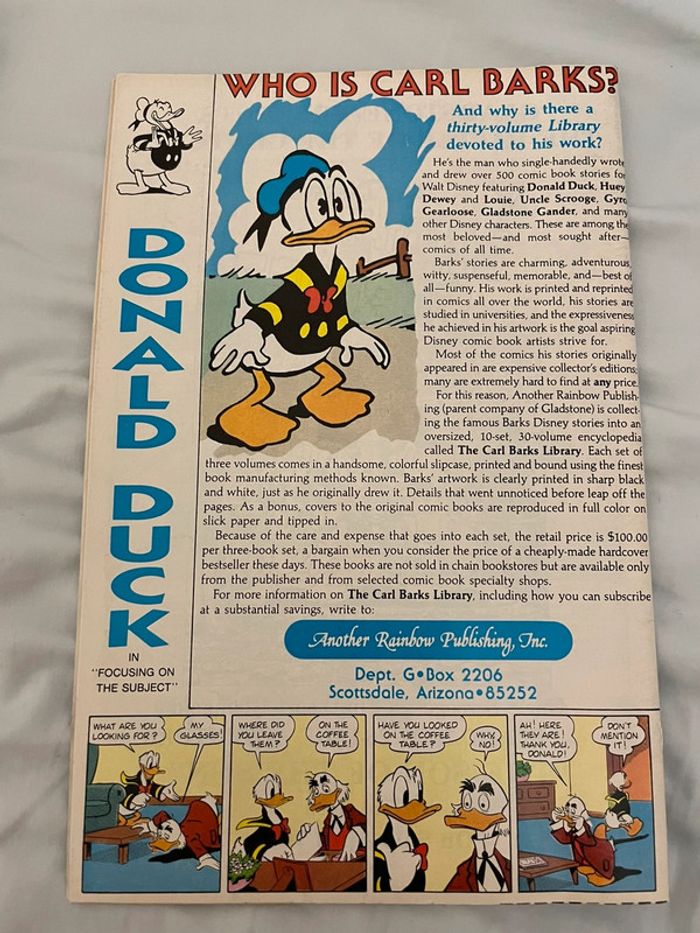 WHO IS CARL BARKS?
And why is there a
thirty-volume Library
devoted to his work?
He's the man who single-handedly wrote
and drew over 500 comic book stories for
Walt Disney featuring Donald Duck, Huey
Dewey and Louie, Uncle Scrooge, Gyro
Gearloose, Gladstone Gander, and many
other Disney characters. These are among the
most beloved—and most sought after—
comics of all time.
Barks' stories are charming, adventurous,
witty, suspenseful, memorable, and—best of
all—funny. His work is printed and reprinted
in comics all over the world, his stories are
studied in universities, and the expressiveness
he achieved in his artwork is the goal aspiring
Disney comic book artists strive for.
Most of the comics his stories originally
appeared in are expensive collector's editions;
many are extremely hard to find at any price.
For this reason, Another Rainbow Publish-
ing (parent company of Gladstone) is collect-
ing the famous Barks Disney stories into an
oversized, 10-set, 30-volume encyclopedia
called The Carl Barks Library. Each set of
three volumes comes in a handsome, colorful slipcase, printed and bound using the finest
book manufacturing methods known. Barks' artwork is clearly printed in sharp black
and white, just as he originally drew it. Details that went unnoticed before leap off the
pages. As a bonus, covers to the original comic books are reproduced in full color on
slick paper and tipped in.
Because of the care and expense that goes into each set, the retail price is $100.00
per three-book set, a bargain when you consider the price of a cheaply-made hardcover
bestseller these days. These books are not sold in chain bookstores but are available only
from the publisher and from selected comic book specialty shops.
For more information on The Carl Barks Library, including how you can subscribe
at a substantial savings, write to:
Another Rainbow Publishing, Inc.
Dept. G•Box 2206
Scottsdale, Arizona•85252
DONALD DUCK
IN
"FOCUSING ON
THE SUBJECT"
WHAT ARE YOU
LOOKING FOR?
MY
GLASSES!
WHERE DID
YOU LEAVE
THEM?
ON THE
COFFEE
TABLE!
HAVE YOU LOOKED
ON THE COFFEE
TABLE?
WHY,
NO!
AH! HERE
THEY ARE!
THANK YOU,
DONALD!
DON'T
MENTION
IT!